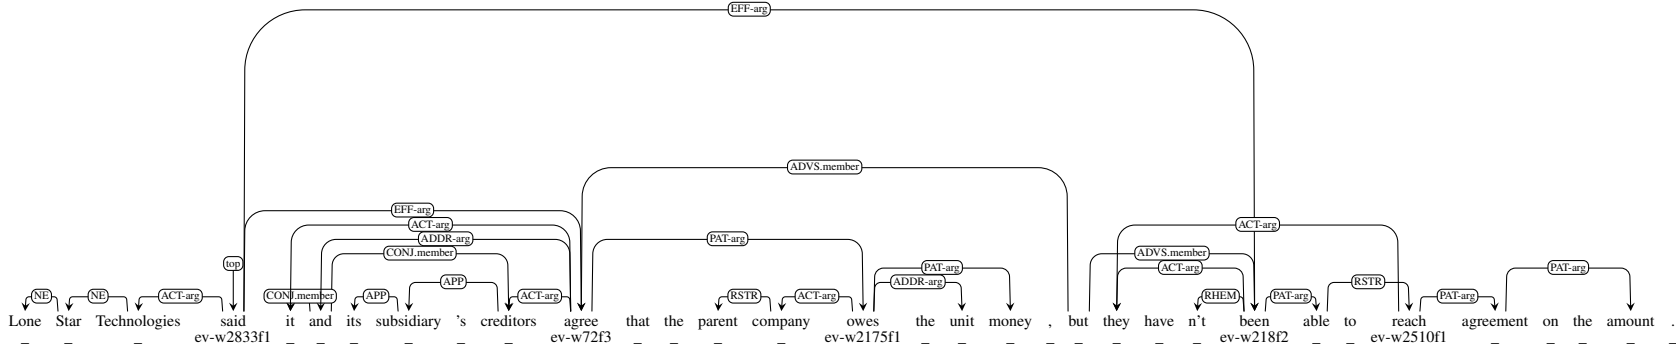 EFF-arg
ADVS.member
EFF-arg
ACT-arg ACT-arg
ADDR-arg PAT-arg
CONJ.member ADVS.member
top PAT-arg ACT-arg PAT-arg
APP ADDR-arg RSTR
NE NE ACT-arg CONJ.member APP ACT-arg RSTR ACT-arg RHEM PAT-arg PAT-arg
Lone Star Technologies said it and its subsidiary 's creditors agree that the parent company owes the unit money , but they have n't been able to reach agreement on the amount .
_ _ _ ev-w2833f1 _ _ _ _ _ _ ev-w72f3 _ _ _ _ ev-w2175f1 _ _ _ _ _ _ _ _ ev-w218f2 _ _ ev-w2510f1 _ _ _ _ _